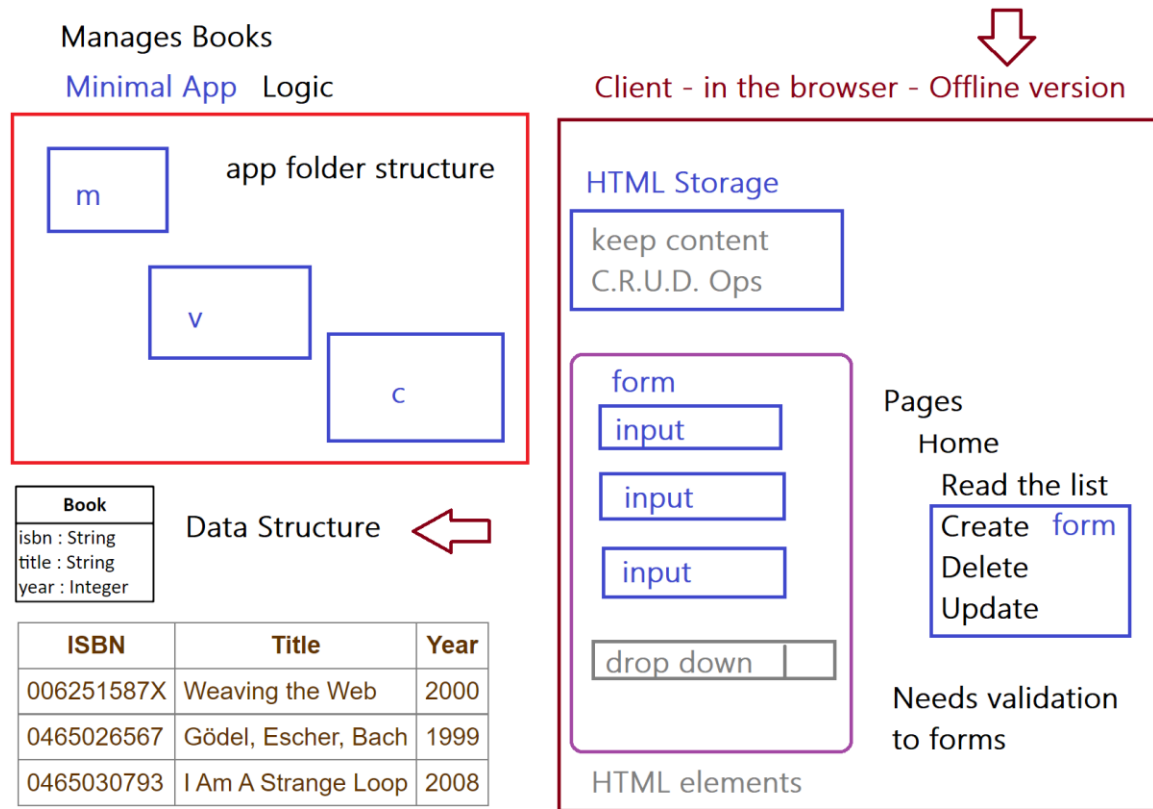 Manages Books
Minimal App Logic
app folder structure
m
v
c
Book
isbn : String
title : String
year : Integer
Data Structure
ISBN Title Year
006251587X Weaving the Web 2000
0465026567 Gödel, Escher, Bach 1999
0465030793 I Am A Strange Loop 2008
Client - in the browser - Offline version
HTML Storage
keep content
C.R.U.D. Ops
form
input
input
input
drop down
HTML elements
Pages
Home
Read the list
Create form
Delete
Update
Needs validation
to forms